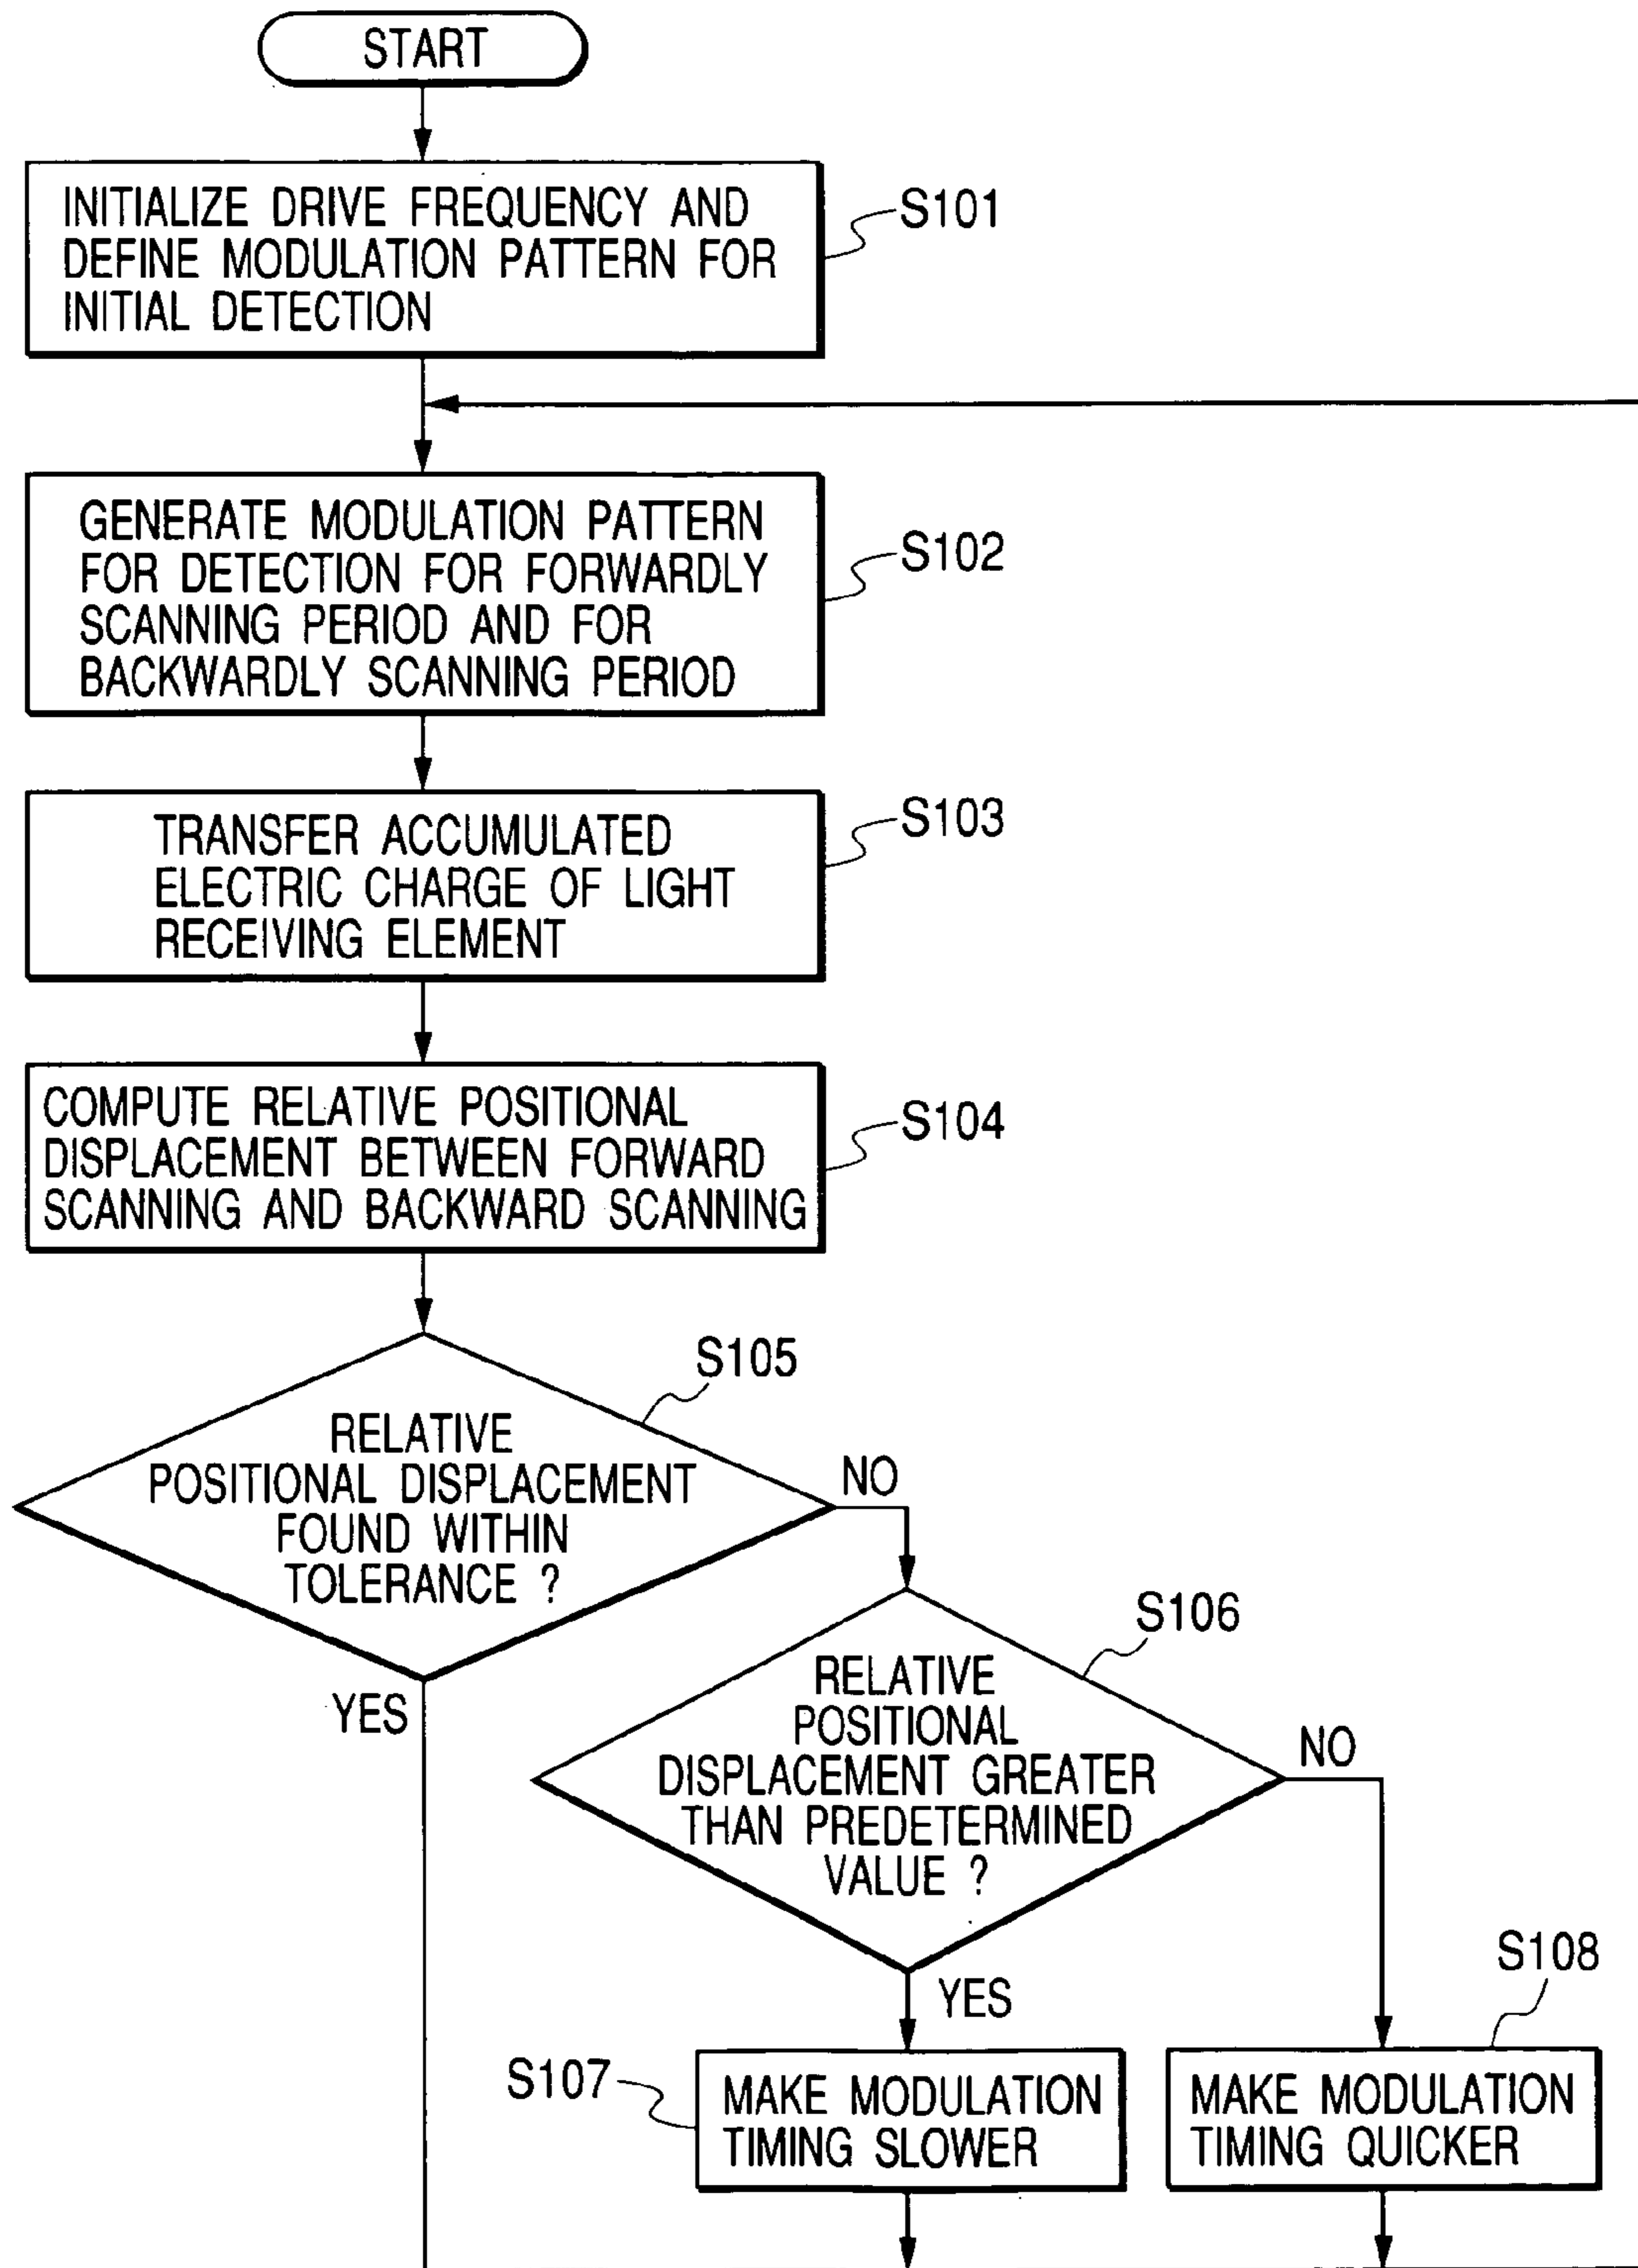 START
INITIALIZE DRIVE FREQUENCY AND
DEFINE MODULATION PATTERN FOR
INITIAL DETECTION
S101
GENERATE MODULATION PATTERN
FOR DETECTION FOR FORWARDLY
SCANNING PERIOD AND FOR
BACKWARDLY SCANNING PERIOD
S102
TRANSFER ACCUMULATED
ELECTRIC CHARGE OF LIGHT
RECEIVING ELEMENT
S103
COMPUTE RELATIVE POSITIONAL
DISPLACEMENT BETWEEN FORWARD
SCANNING AND BACKWARD SCANNING
S104
S105
RELATIVE
POSITIONAL DISPLACEMENT
FOUND WITHIN
TOLERANCE ?
NO
YES
S106
RELATIVE
POSITIONAL
DISPLACEMENT GREATER
THAN PREDETERMINED
VALUE ?
NO
YES
S107
MAKE MODULATION
TIMING SLOWER
S108
MAKE MODULATION
TIMING QUICKER